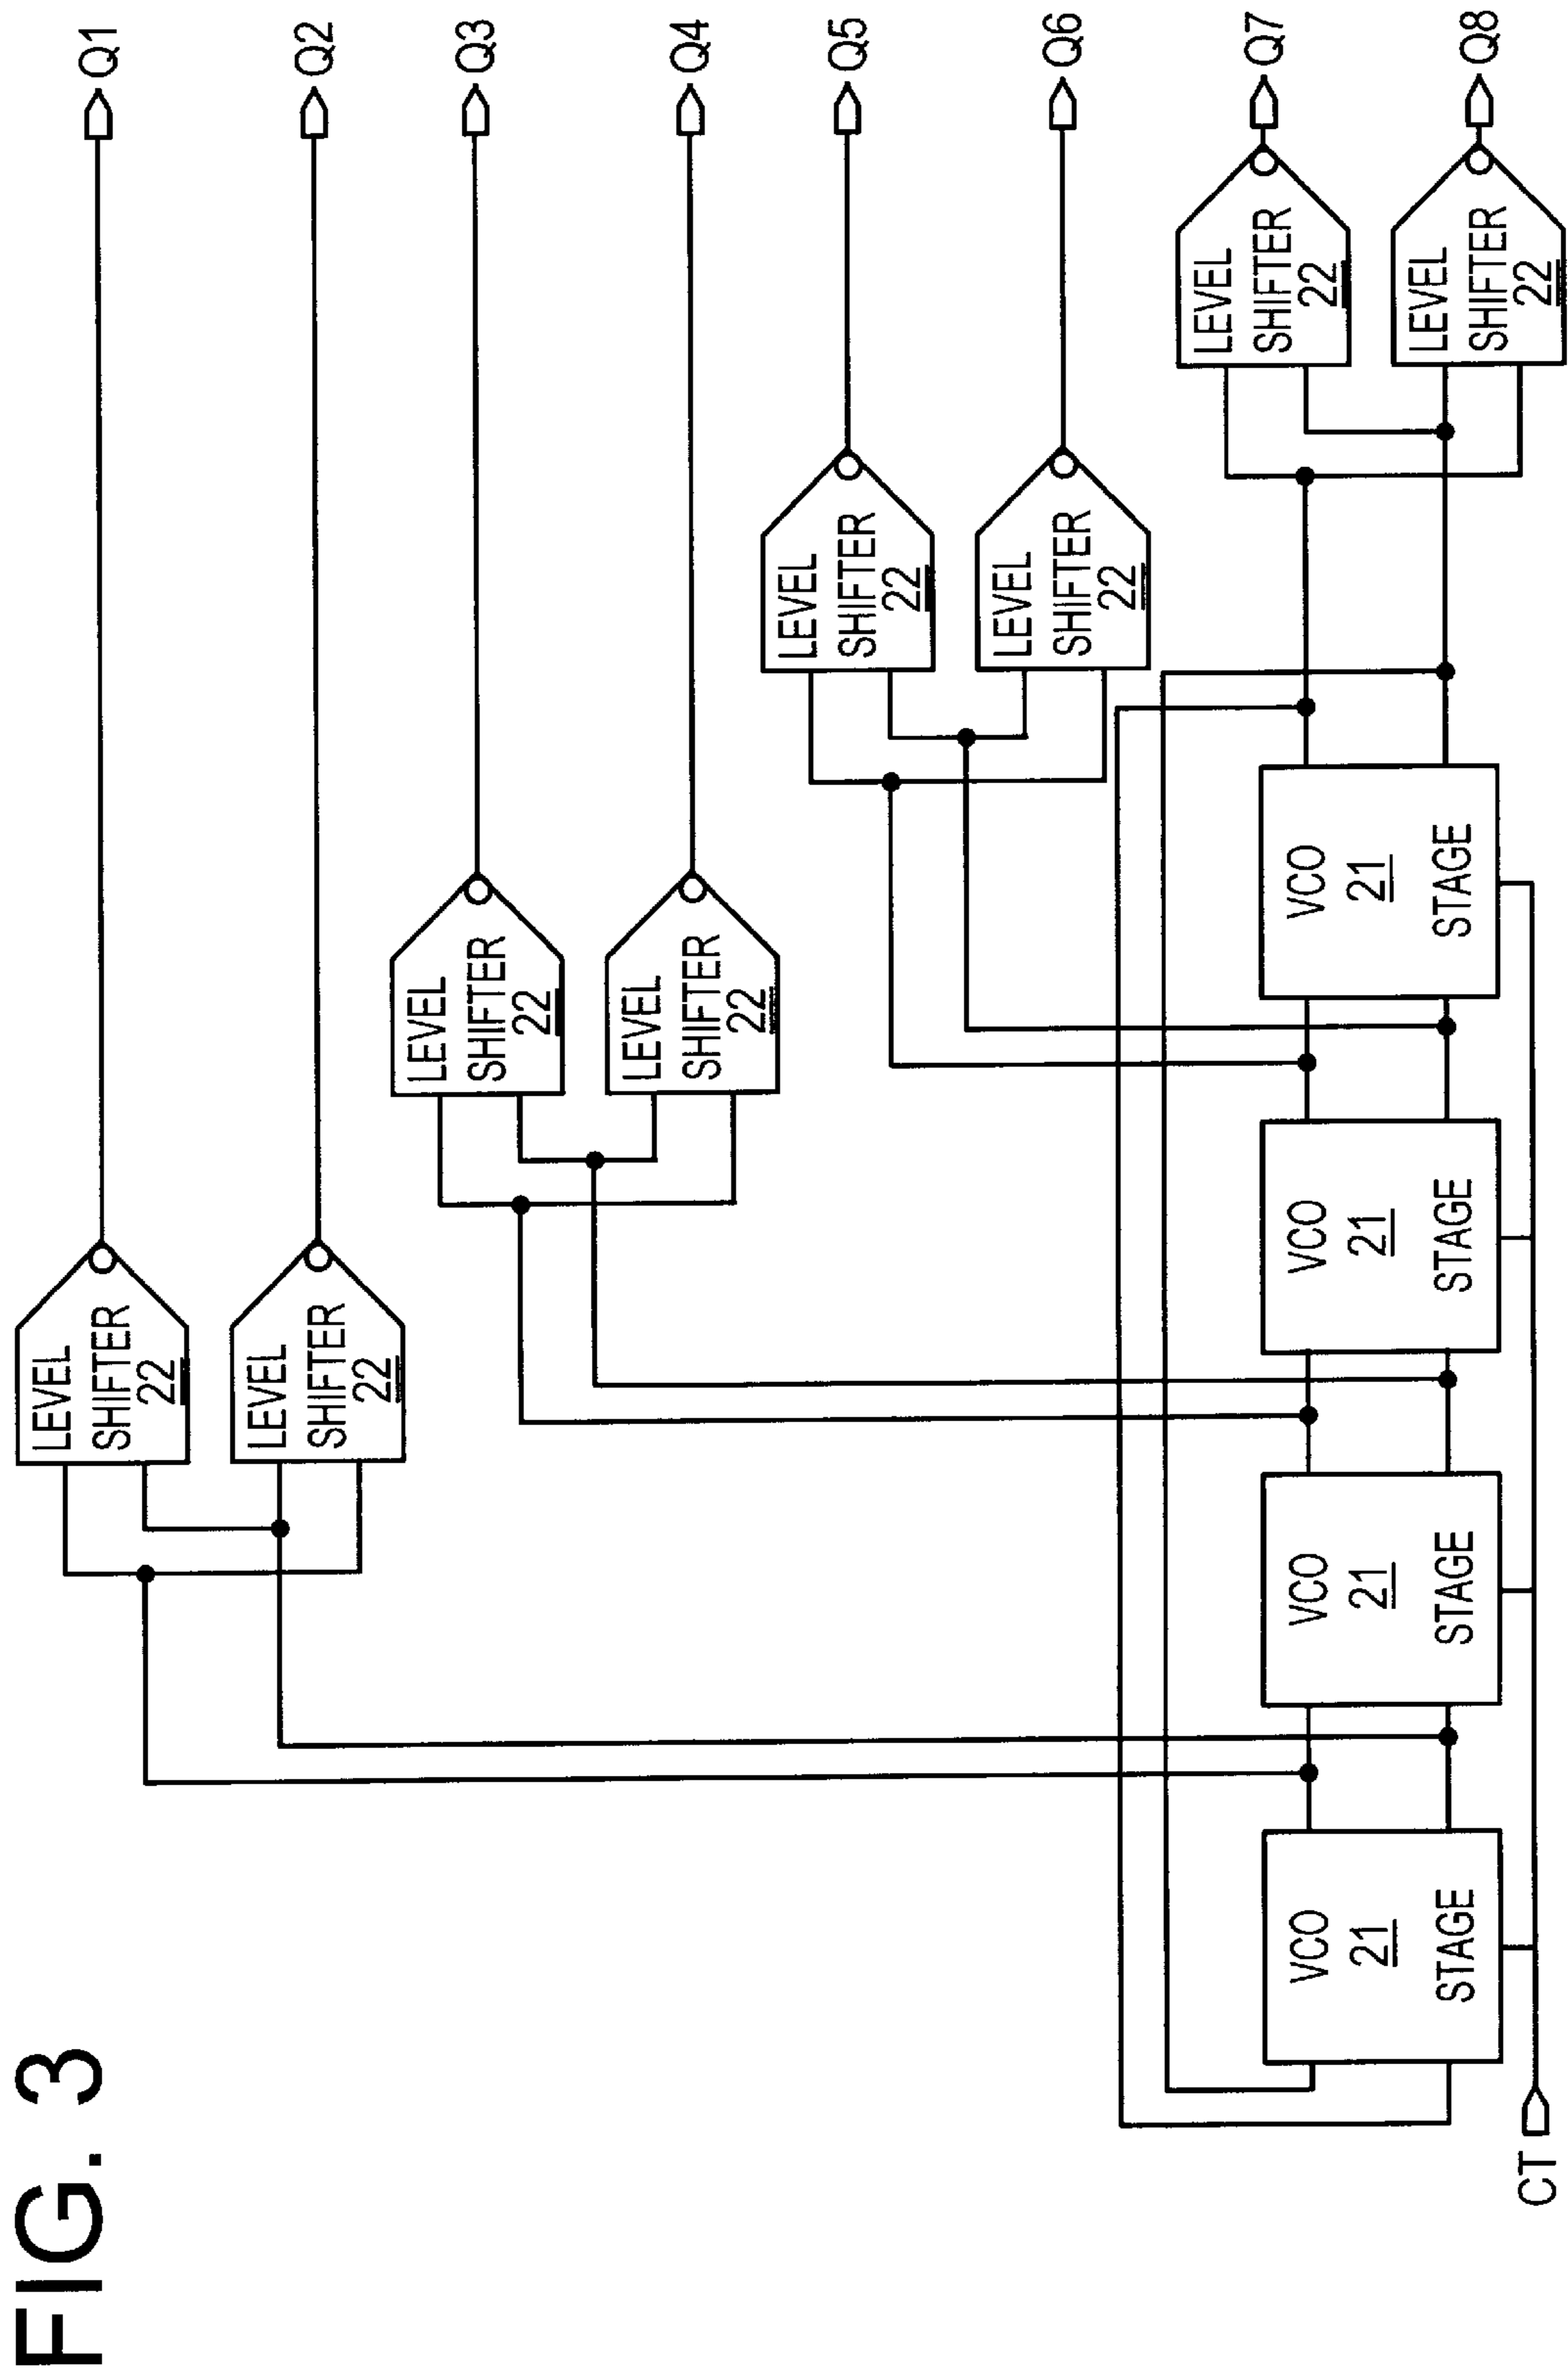 FIG. 3
LEVEL
SHIFTER
22
Q1
LEVEL
SHIFTER
22
Q2
LEVEL
SHIFTER
22
Q3
LEVEL
SHIFTER
22
Q4
LEVEL
SHIFTER
22
Q5
LEVEL
SHIFTER
22
Q6
LEVEL
SHIFTER
22
Q7
LEVEL
SHIFTER
22
Q8
VCO
21
STAGE
VCO
21
STAGE
VCO
21
STAGE
VCO
21
STAGE
CT